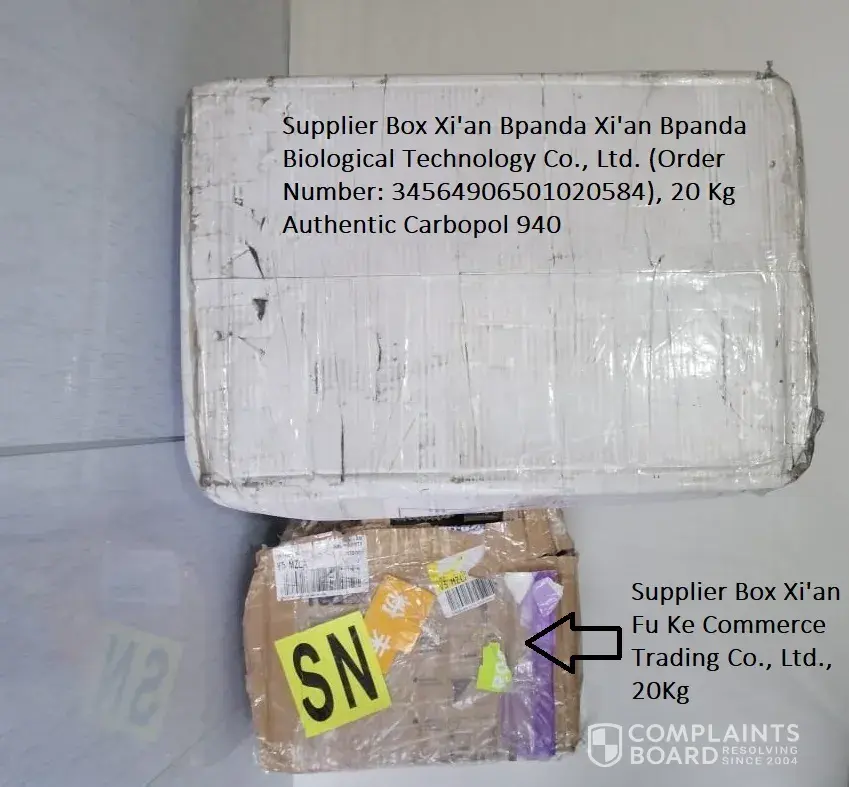 Supplier Box Xi'an Bpanda Xi'an Bpanda
Biological Technology Co., Ltd. (Order
Number: 34564906501020584), 20 Kg
Authentic Carbopol 940
SN
Supplier Box Xi'an
Fu Ke Commerce
Trading Co., Ltd.,
20Kg
COMPLAINTS
BOARD RESOLVING
SINCE 2004